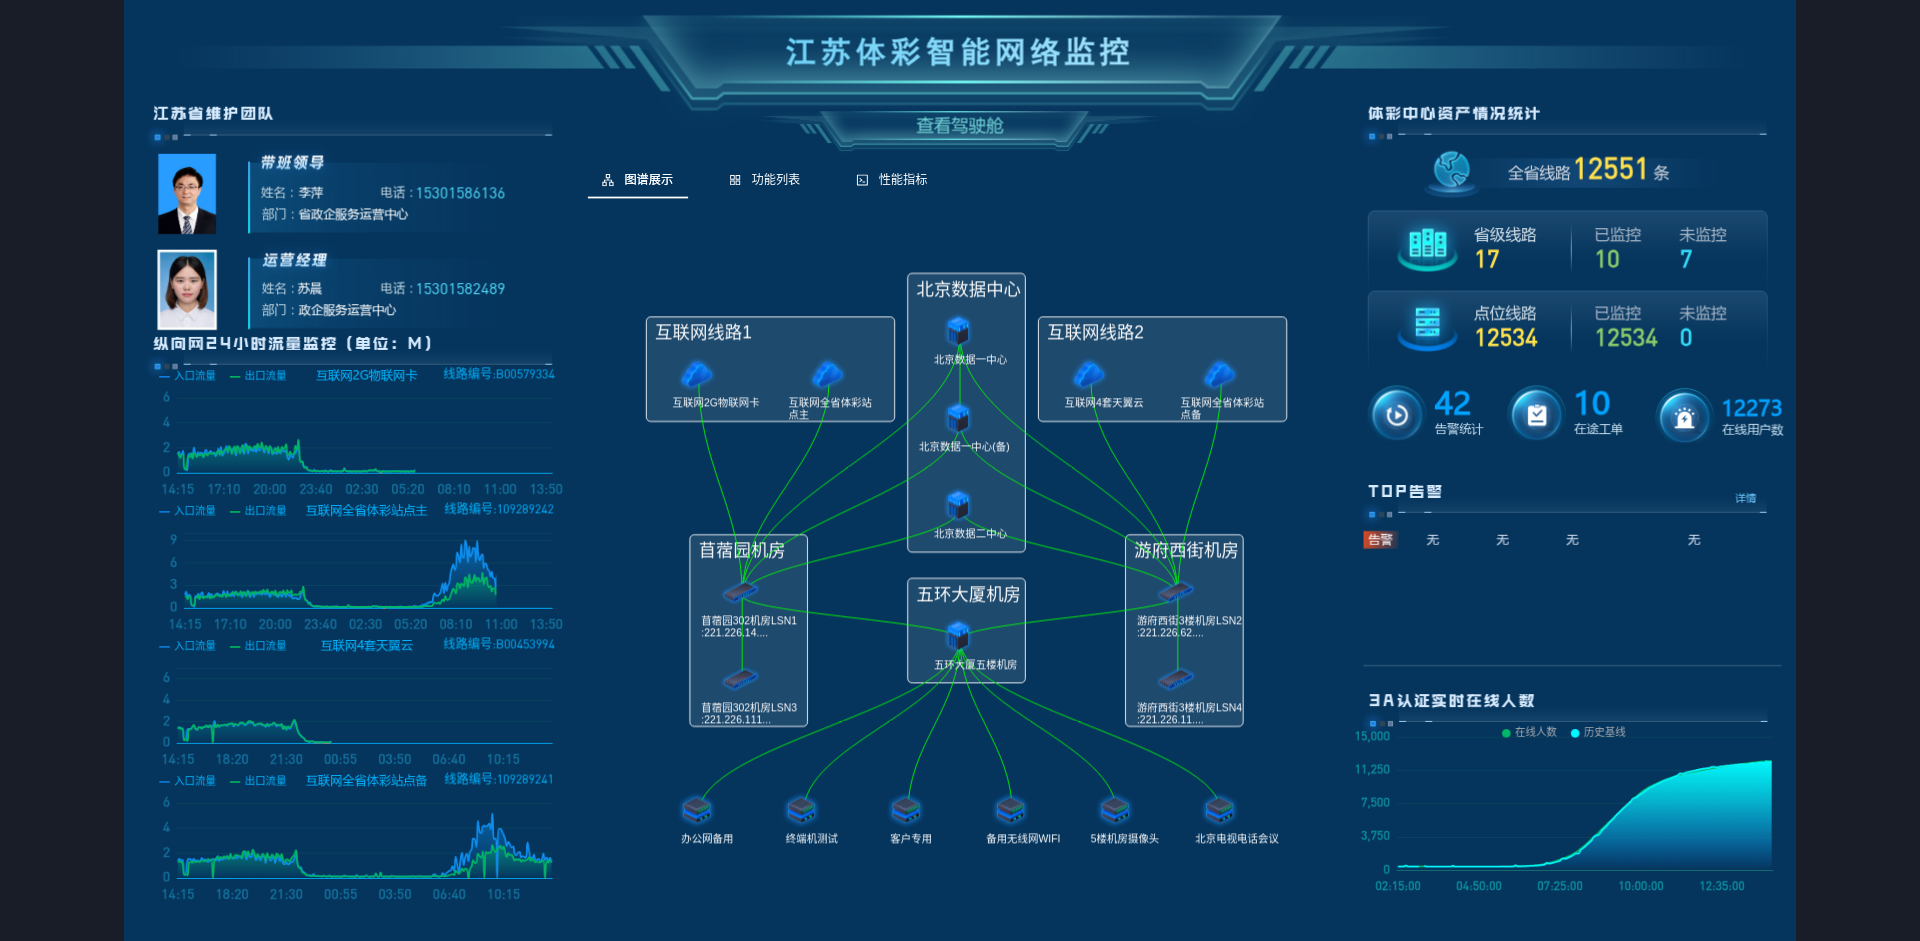 江苏体彩智能网络监控
查看驾驶舱
江苏省维护团队
带班领导
姓名：李萍 电话：15301586136
部门：省政企服务运营中心
运营经理
姓名：苏晨 电话：15301582489
部门：政企服务运营中心
纵向网24小时流量监控（单位：M）
入口流量 出口流量 互联网2G物联网卡 线路编号:B00579334
6
4
2
0
14:15 17:10 20:00 23:40 02:30 05:20 08:10 11:00 13:50
入口流量 出口流量 互联网全省体彩站点主 线路编号:109289242
9
6
3
0
14:15 17:10 20:00 23:40 02:30 05:20 08:10 11:00 13:50
入口流量 出口流量 互联网4套天翼云 线路编号:B00453994
6
4
2
0
14:15 18:20 21:30 00:55 03:50 06:40 10:15
入口流量 出口流量 互联网全省体彩站点备 线路编号:109289241
6
4
2
0
14:15 18:20 21:30 00:55 03:50 06:40 10:15
图谱展示 功能列表 性能指标
北京数据中心
北京数据一中心
北京数据一中心(备)
北京数据二中心
互联网线路1
互联网2G物联网卡
互联网全省体彩站
点主
互联网线路2
互联网4套天翼云
互联网全省体彩站
点备
苜蓿园机房
苜蓿园302机房LSN1
:221.226.14....
苜蓿园302机房LSN3
:221.226.111...
五环大厦机房
五环大厦五楼机房
游府西街机房
游府西街3楼机房LSN2
:221.226.62....
游府西街3楼机房LSN4
:221.226.11....
办公网备用 终端机测试 客户专用 备用无线网WIFI 5楼机房摄像头 北京电视电话会议
体彩中心资产情况统计
全省线路 12551 条
省级线路 已监控 未监控
17 10 7
点位线路 已监控 未监控
12534 12534 0
42 10 12273
告警统计 在途工单 在线用户数
TOP告警
详情
告警 无 无 无 无
3A认证实时在线人数
在线人数 历史基线
15,000
11,250
7,500
3,750
0
02:15:00 04:50:00 07:25:00 10:00:00 12:35:00